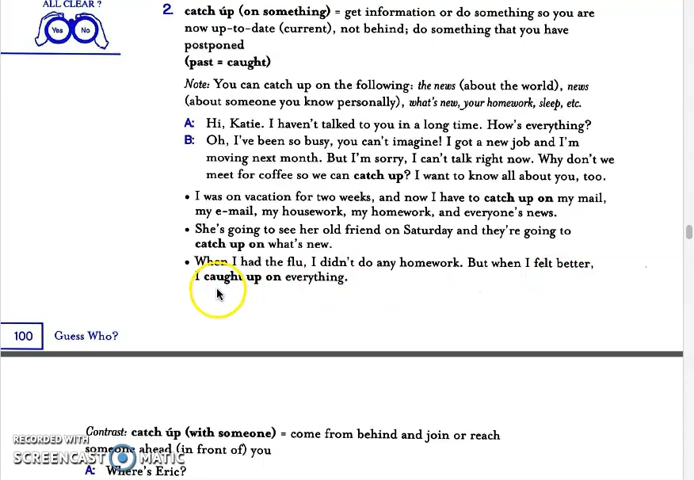 ALL CLEAR?
Yes No
2. catch úp (on something) = get information or do something so you are
now up-to-date (current), not behind; do something that you have
postponed
(past = caught)
Note: You can catch up on the following: the news (about the world), news
(about someone you know personally), what's new, your homework, sleep, etc.
A: Hi, Katie. I haven't talked to you in a long time. How's everything?
B: Oh, I've been so busy, you can't imagine! I got a new job and I'm
moving next month. But I'm sorry, I can't talk right now. Why don't we
meet for coffee so we can catch up? I want to know all about you, too.
• I was on vacation for two weeks, and now I have to catch up on my mail,
my e-mail, my housework, my homework, and everyone's news.
• She's going to see her old friend on Saturday and they're going to
catch up on what's new.
• When I had the flu, I didn't do any homework. But when I felt better,
I caught up on everything.
100 Guess Who?
Contrast: catch úp (with someone) = come from behind and join or reach
someone ahead (in front of) you
A: Where's Eric?
RECORDED WITH
SCREENCAST MATIC